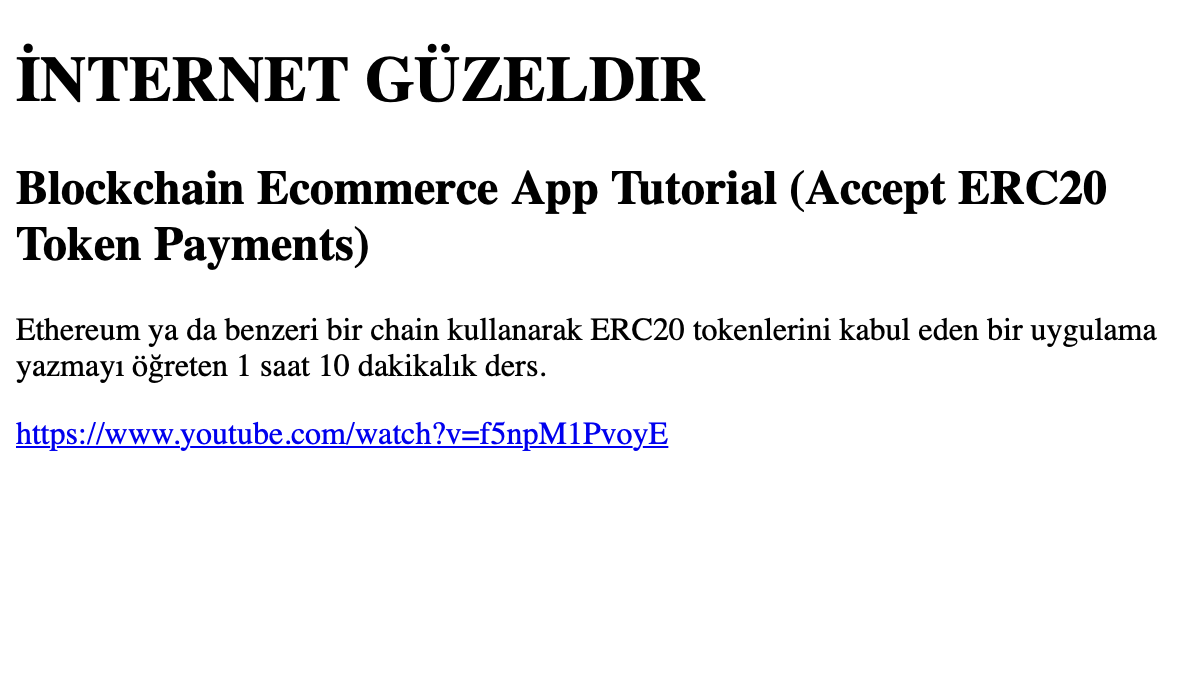 İNTERNET GÜZELDIR
Blockchain Ecommerce App Tutorial (Accept ERC20
Token Payments)
Ethereum ya da benzeri bir chain kullanarak ERC20 tokenlerini kabul eden bir uygulama
yazmayı öğreten 1 saat 10 dakikalık ders.
https://www.youtube.com/watch?v=f5npM1PvoyE